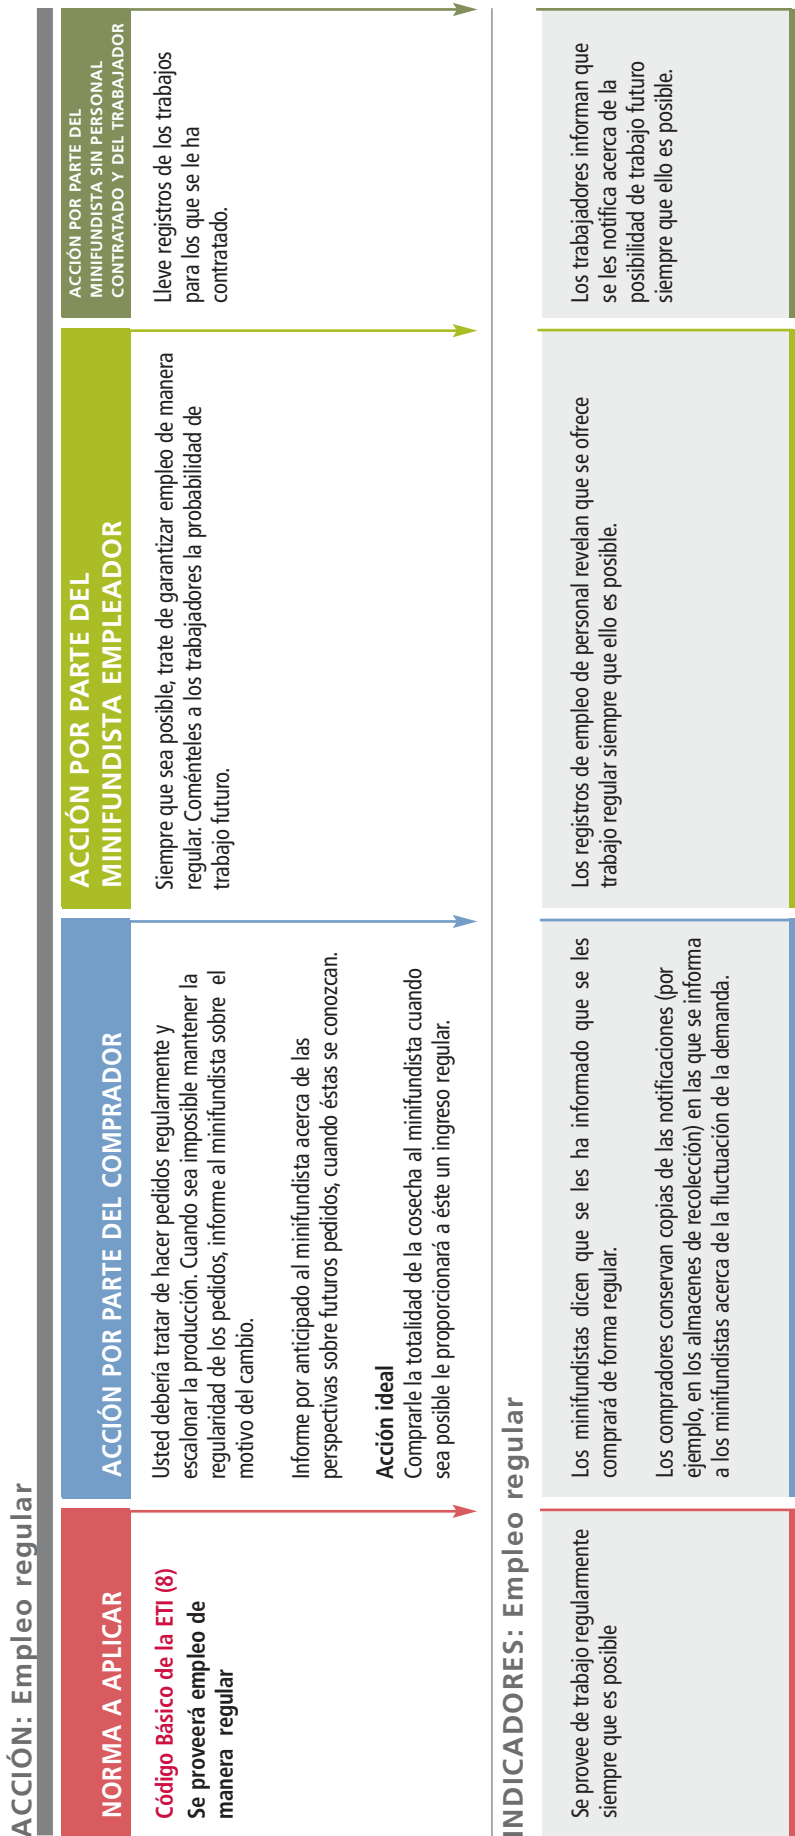 ACCIÓN: Empleo regular
NORMA A APLICAR
Código Básico de la ETI (8)
Se proveerá empleo de
manera regular
ACCIÓN POR PARTE DEL COMPRADOR
Usted debería tratar de hacer pedidos regularmente y
escalonar la producción. Cuando sea imposible mantener la
regularidad de los pedidos, informe al minifundista sobre el
motivo del cambio.
Informe por anticipado al minifundista acerca de las
perspectivas sobre futuros pedidos, cuando éstas se conozcan.
Acción ideal
Comprarle la totalidad de la cosecha al minifundista cuando
sea posible le proporcionará a éste un ingreso regular.
ACCIÓN POR PARTE DEL
MINIFUNDISTA EMPLEADOR
Siempre que sea posible, trate de garantizar empleo de manera
regular. Coménteles a los trabajadores la probabilidad de
trabajo futuro.
ACCIÓN POR PARTE DEL
MINIFUNDISTA SIN PERSONAL
CONTRATADO Y DEL TRABAJADOR
Lleve registros de los trabajos
para los que se le ha
contratado.
INDICADORES: Empleo regular
Se provee de trabajo regularmente
siempre que es posible
Los minifundistas dicen que se les ha informado que se les
comprará de forma regular.
Los compradores conservan copias de las notificaciones (por
ejemplo, en los almacenes de recolección) en las que se informa
a los minifundistas acerca de la fluctuación de la demanda.
Los registros de empleo de personal revelan que se ofrece
trabajo regular siempre que ello es posible.
Los trabajadores informan que
se les notifica acerca de la
posibilidad de trabajo futuro
siempre que ello es posible.